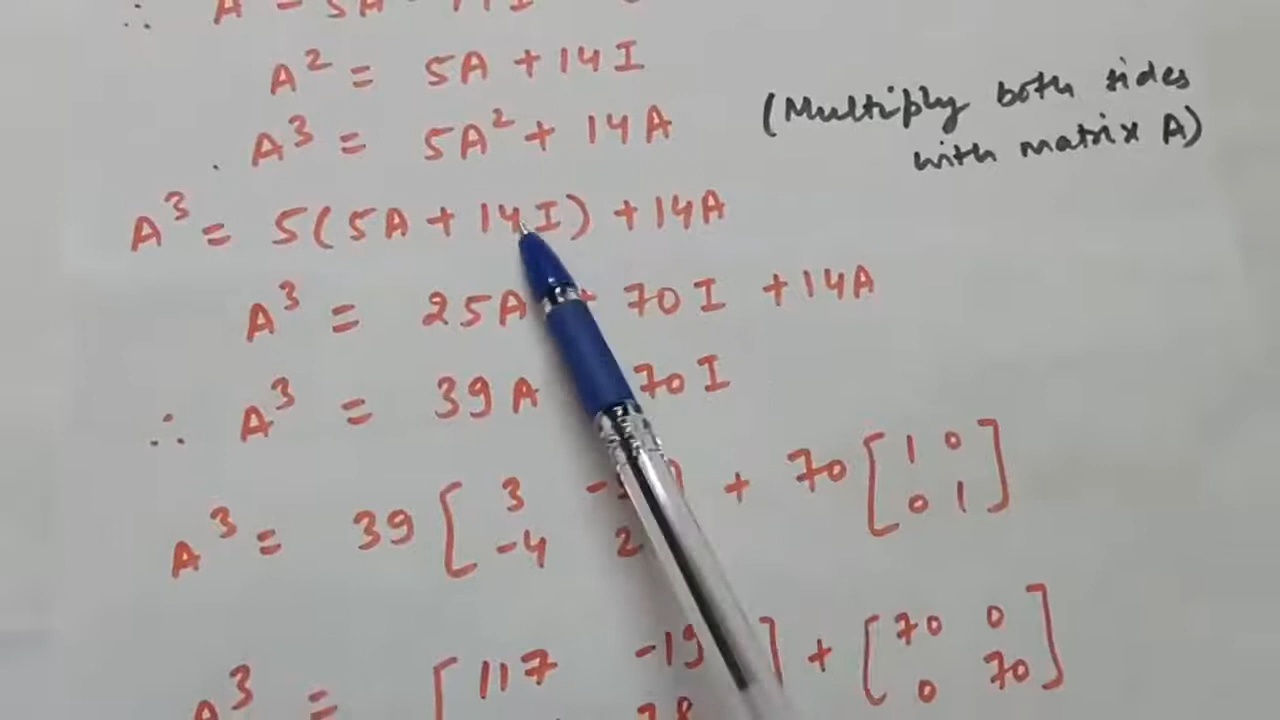 A² = 5A + 14I
A³ = 5A² + 14A (Multiply both sides
with matrix A)
A³ = 5(5A + 14I) + 14A
A³ = 25A 70I + 14A
∴ A³ = 39A 70I
A³ = 39 [ 3 + 70 [ 1 0
-4 2 ] 0 1 ]
A³ = [ 117 -19 ] + [ 70 0
78 0 70 ]